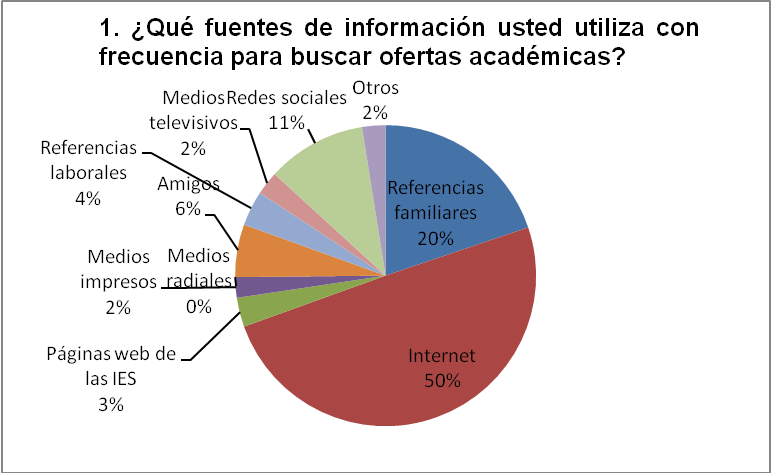 1. ¿Qué fuentes de información usted utiliza con
frecuencia para buscar ofertas académicas?
Otros
2%
Redes sociales
11%
Medios
televisivos
2%
Referencias
laborales
4%
Amigos
6%
Medios
radiales
0%
Medios
impresos
2%
Páginas web de
las IES
3%
Referencias
familiares
20%
Internet
50%